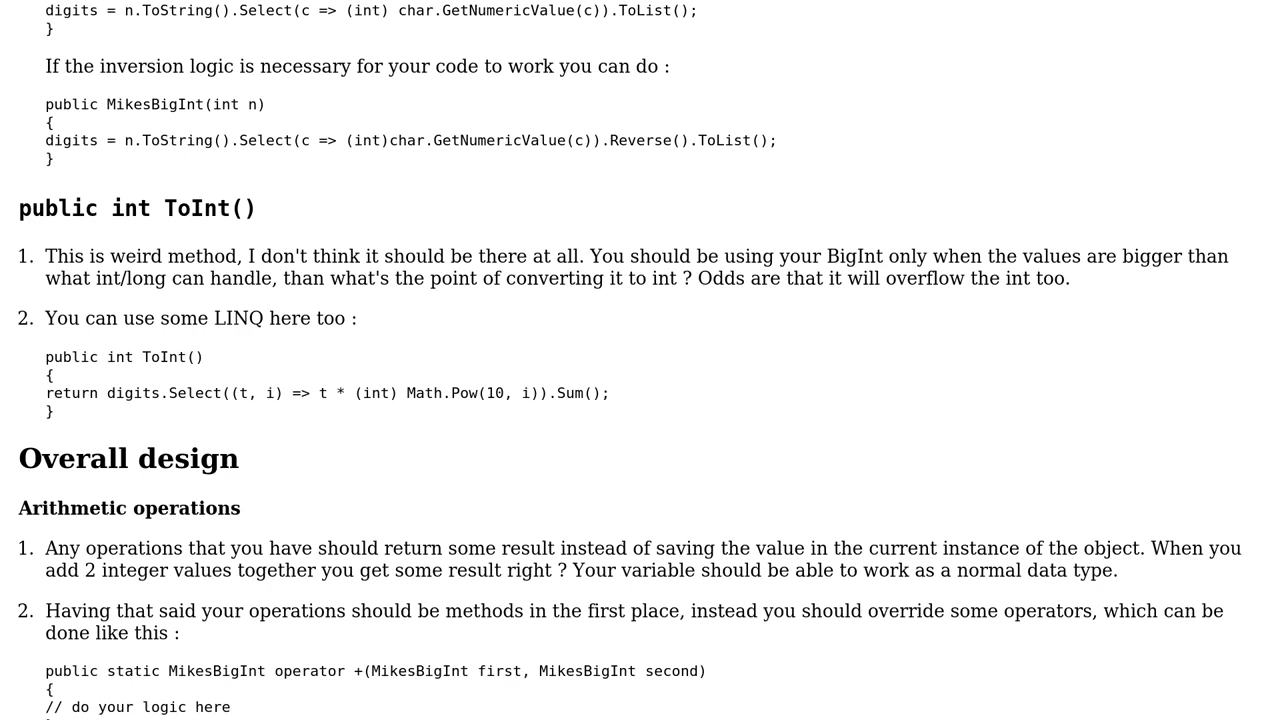 digits = n.ToString().Select(c => (int) char.GetNumericValue(c)).ToList();
}
If the inversion logic is necessary for your code to work you can do :
public MikesBigInt(int n)
{
digits = n.ToString().Select(c => (int)char.GetNumericValue(c)).Reverse().ToList();
}
public int ToInt()
1. This is weird method, I don't think it should be there at all. You should be using your BigInt only when the values are bigger than
what int/long can handle, than what's the point of converting it to int ? Odds are that it will overflow the int too.
2. You can use some LINQ here too :
public int ToInt()
{
return digits.Select((t, i) => t * (int) Math.Pow(10, i)).Sum();
}
Overall design
Arithmetic operations
1. Any operations that you have should return some result instead of saving the value in the current instance of the object. When you
add 2 integer values together you get some result right ? Your variable should be able to work as a normal data type.
2. Having that said your operations should be methods in the first place, instead you should override some operators, which can be
done like this :
public static MikesBigInt operator +(MikesBigInt first, MikesBigInt second)
{
// do your logic here